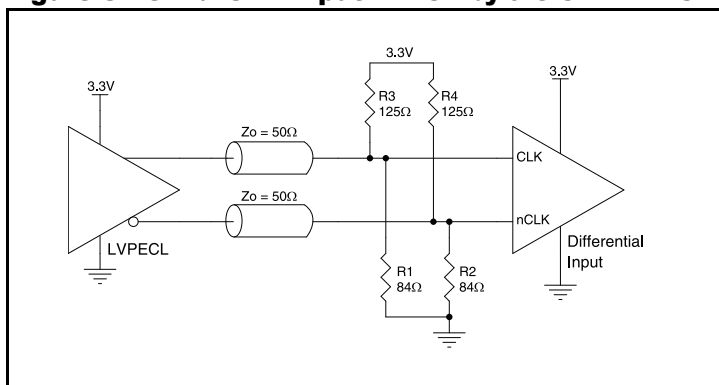 3.3V
3.3V
3.3V
R3
125Ω
R4
125Ω
Zo = 50Ω
CLK
Zo = 50Ω
nCLK
LVPECL
Differential
Input
R1
84Ω
R2
84Ω